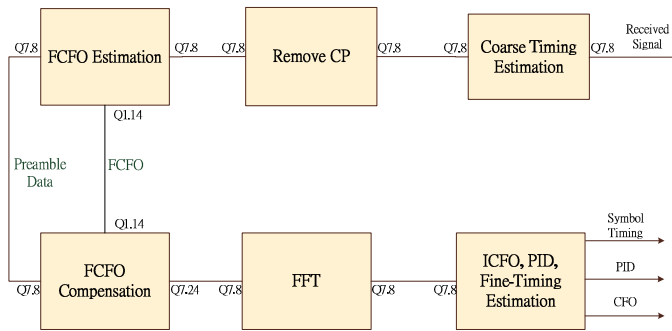 Q7.8
FCFO Estimation
Q7.8
Q7.8
Remove CP
Q7.8
Q7.8
Coarse Timing
Estimation
Q7.8
Received
Signal
Q1.14
Preamble
Data
FCFO
Q1.14
Q7.8
FCFO
Compensation
Q7.24
Q7.8
FFT
Q7.8
Q7.8
ICFO, PID,
Fine-Timing
Estimation
Symbol
Timing
PID
CFO